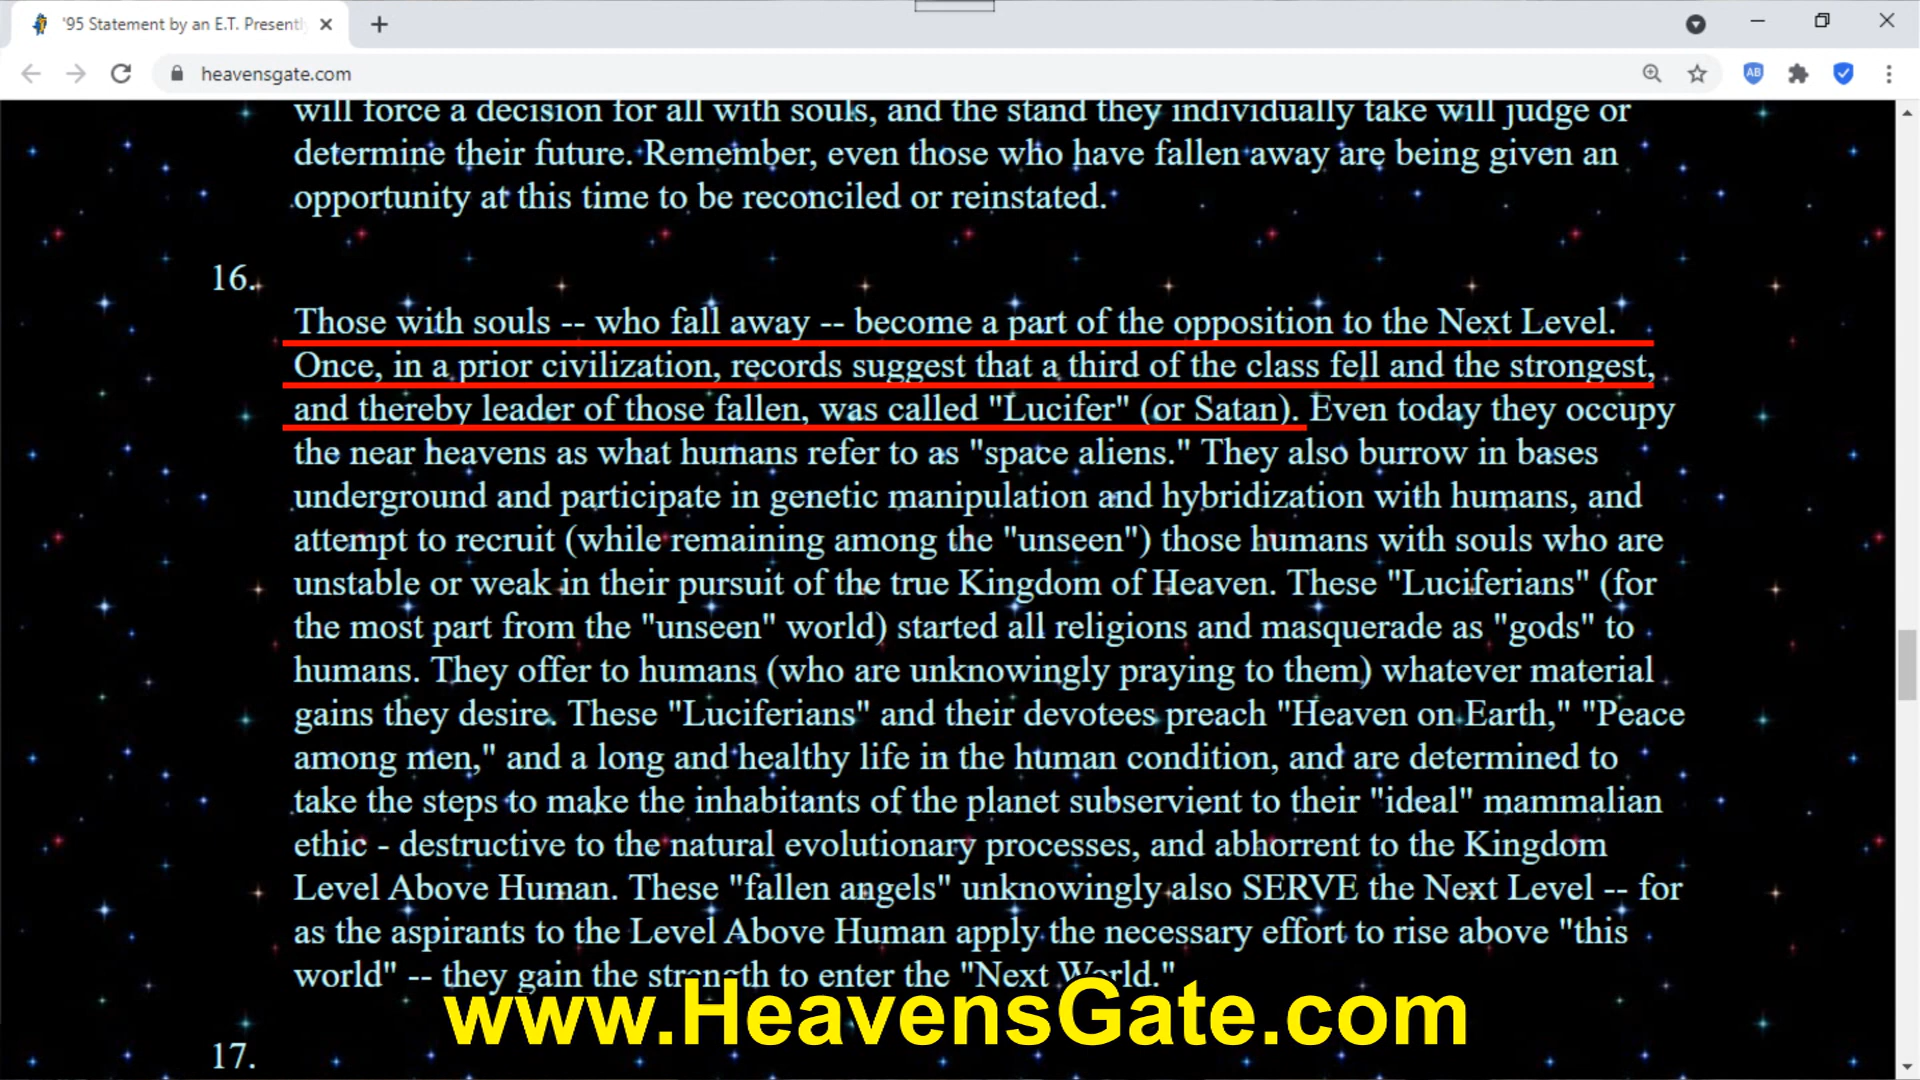 '95 Statement by an E.T. Presentl
heavensgate.com
will force a decision for all with souls, and the stand they individually take will judge or
determine their future. Remember, even those who have fallen away are being given an
opportunity at this time to be reconciled or reinstated.
16.
Those with souls -- who fall away -- become a part of the opposition to the Next Level.
Once, in a prior civilization, records suggest that a third of the class fell and the strongest,
and thereby leader of those fallen, was called "Lucifer" (or Satan). Even today they occupy
the near heavens as what humans refer to as "space aliens." They also burrow in bases
underground and participate in genetic manipulation and hybridization with humans, and
attempt to recruit (while remaining among the "unseen") those humans with souls who are
unstable or weak in their pursuit of the true Kingdom of Heaven. These "Luciferians" (for
the most part from the "unseen" world) started all religions and masquerade as "gods" to
humans. They offer to humans (who are unknowingly praying to them) whatever material
gains they desire. These "Luciferians" and their devotees preach "Heaven on Earth," "Peace
among men," and a long and healthy life in the human condition, and are determined to
take the steps to make the inhabitants of the planet subservient to their "ideal" mammalian
ethic - destructive to the natural evolutionary processes, and abhorrent to the Kingdom
Level Above Human. These "fallen angels" unknowingly also SERVE the Next Level -- for
as the aspirants to the Level Above Human apply the necessary effort to rise above "this
world" -- they gain the strength to enter the "Next World."
www.HeavensGate.com
17.